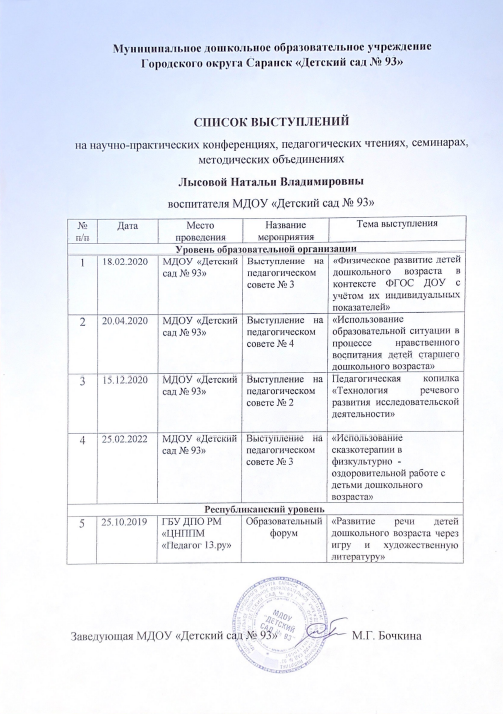 Муниципальное дошкольное образовательное учреждение
Городского округа Саранск «Детский сад № 93»
СПИСОК ВЫСТУПЛЕНИЙ
на научно-практических конференциях, педагогических чтениях, семинарах,
методических объединениях
Лысовой Натальи Владимировны
воспитателя МДОУ «Детский сад № 93»
№ п/п Дата Место проведения Название мероприятия Тема выступления
Уровень образовательной организации
1 18.02.2020 МДОУ «Детский Выступление на «Физическое развитие детей
сад № 93» педагогическом дошкольного возраста в
совете № 3 контексте ФГОС ДОУ с
учётом их индивидуальных
показателей»
2 20.04.2020 МДОУ «Детский Выступление на «Использование
сад № 93» педагогическом образовательной ситуации в
совете № 4 процессе нравственного
воспитания детей старшего
дошкольного возраста»
3 15.12.2020 МДОУ «Детский Выступление на Педагогическая копилка
сад № 93» педагогическом «Технология речевого
совете № 2 развития исследовательской
деятельности»
4 25.02.2022 МДОУ «Детский Выступление на «Использование
сад № 93» педагогическом сказкотерапии в
совете № 3 физкультурно -
оздоровительной работе с
детьми дошкольного
возраста»
Республиканский уровень
5 25.10.2019 ГБУ ДПО РМ Образовательный «Развитие речи детей
«ЦНППМ форум дошкольного возраста через
«Педагог 13.ру» игру и художественную
литературу»
Заведующая МДОУ «Детский сад № 93» М.Г. Бочкина
МДОУ
"ДЕТСКИЙ
САД № 93"